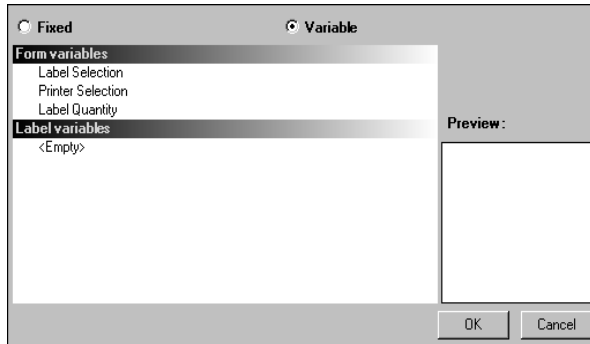 Fixed Variable
Form variables
Label Selection
Printer Selection
Label Quantity
Label variables
<Empty>
Preview:
OK Cancel